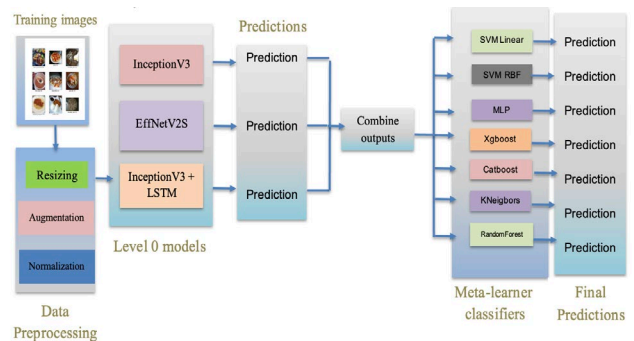 Training images
Resizing
Augmentation
Normalization
Data
Preprocessing
InceptionV3
EffNetV2S
InceptionV3 +
LSTM
Level 0 models
Predictions
Prediction
Prediction
Prediction
Combine
outputs
SVM Linear
SVM RBF
MLP
Xgboost
Catboost
KNeigbors
RandomForest
Meta-learner
classifiers
Prediction
Prediction
Prediction
Prediction
Prediction
Prediction
Prediction
Final
Predictions